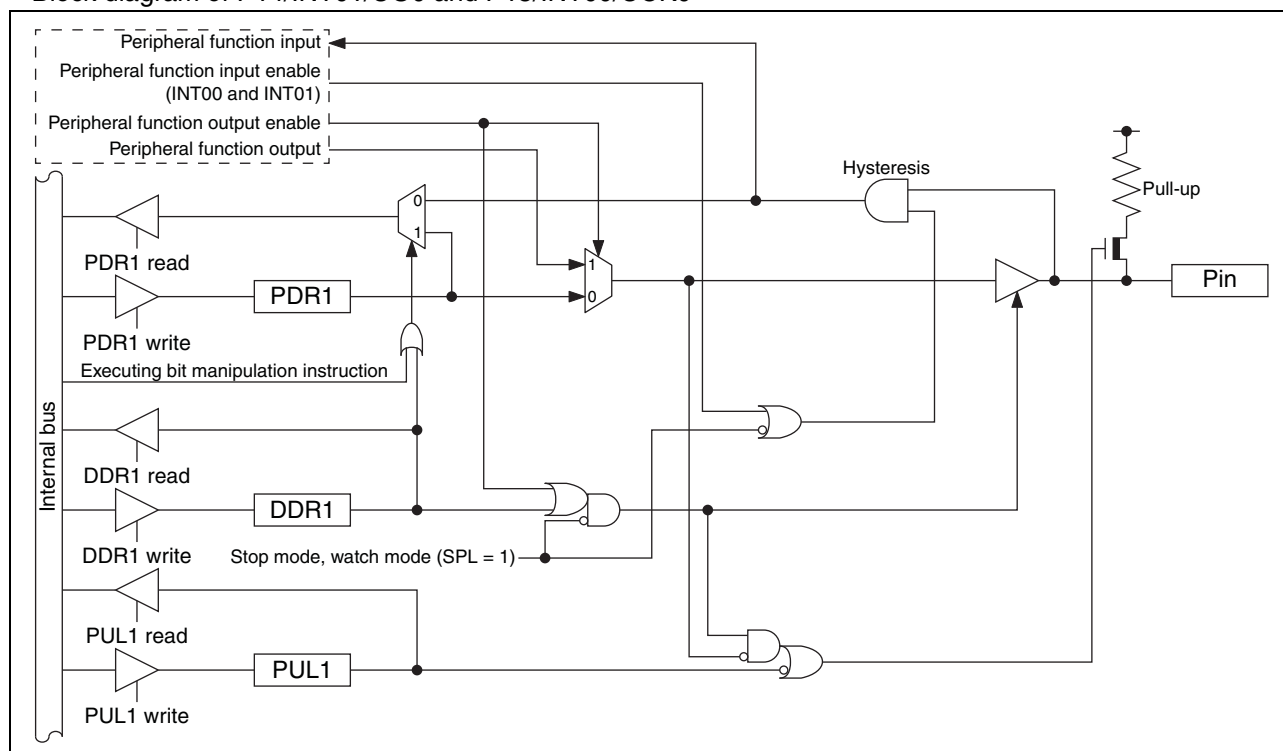 Peripheral function input
Peripheral function input enable
(INT00 and INT01)
Peripheral function output enable
Peripheral function output
Hysteresis
Pull-up
0
1
PDR1 read
1
PDR1
0
Pin
PDR1 write
Executing bit manipulation instruction
Internal bus
DDR1 read
DDR1
DDR1 write
Stop mode, watch mode (SPL = 1)
PUL1 read
PUL1
PUL1 write